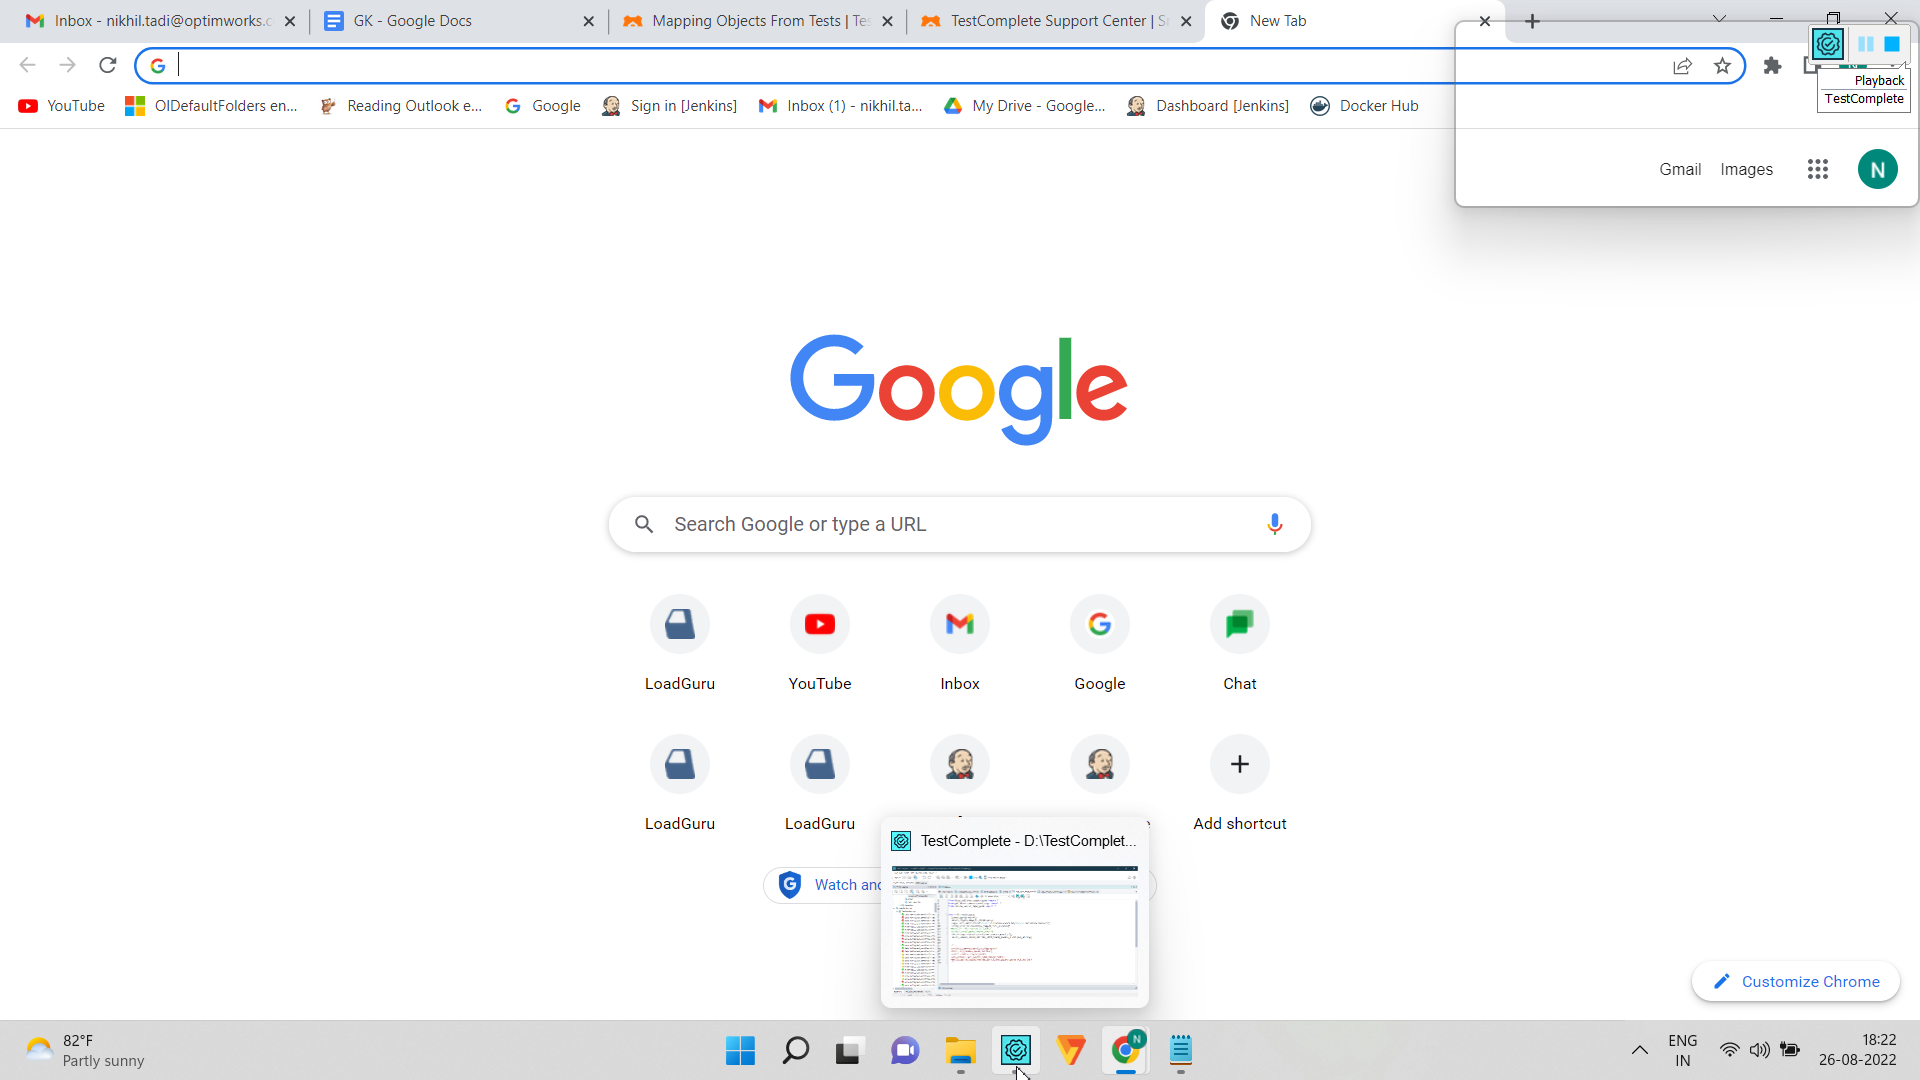 Inbox - nikhil.tadi@optimworks.c
GK - Google Docs
Mapping Objects From Tests | Tes
TestComplete Support Center | S
New Tab
Playback
TestComplete
YouTube
OlDefaultFolders en...
Reading Outlook e...
Google
Sign in [Jenkins]
Inbox (1) - nikhil.ta...
My Drive - Google...
Dashboard [Jenkins]
Docker Hub
Gmail
Images
N
Google
Search Google or type a URL
LoadGuru
YouTube
Inbox
Google
Chat
LoadGuru
LoadGuru
Add shortcut
TestComplete - D:\TestComplet...
Watch and
Customize Chrome
82°F
Partly sunny
N
ENG
IN
18:22
26-08-2022